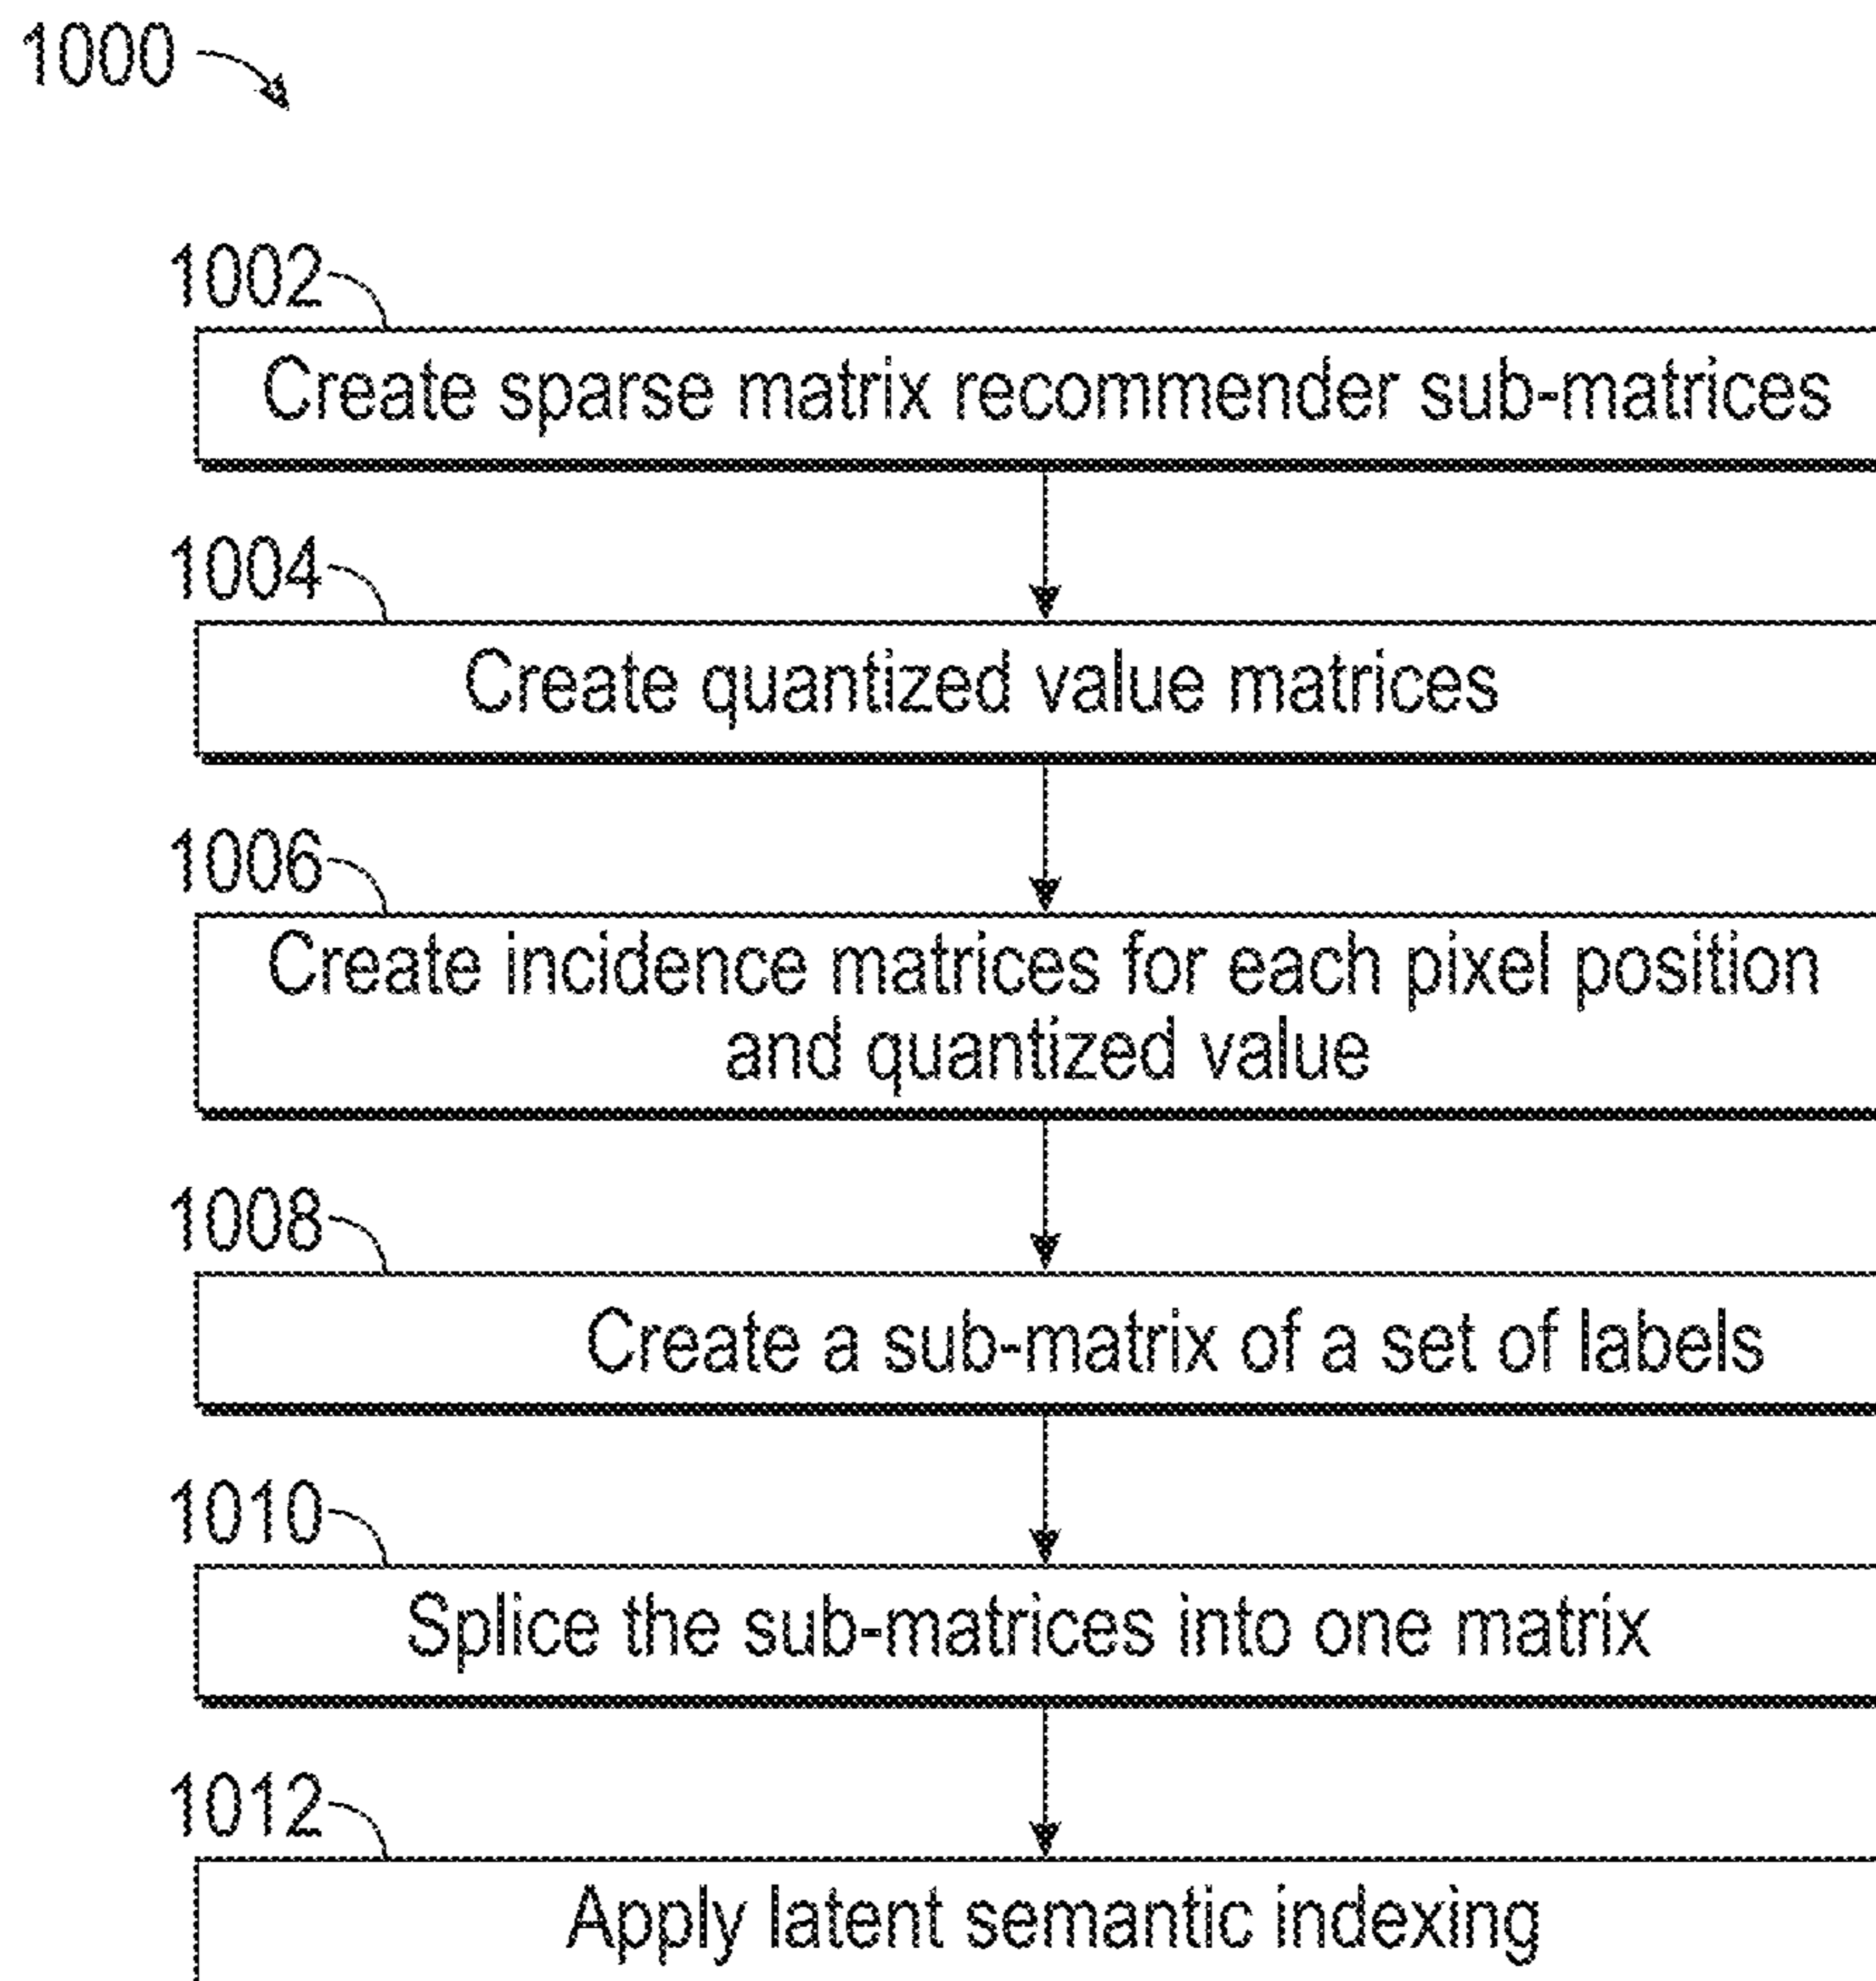 1000
1002
Create sparse matrix recommender sub-matrices
1004
Create quantized value matrices
1006
Create incidence matrices for each pixel position
and quantized value
1008
Create a sub-matrix of a set of labels
1010
Splice the sub-matrices into one matrix
1012
Apply latent semantic indexing